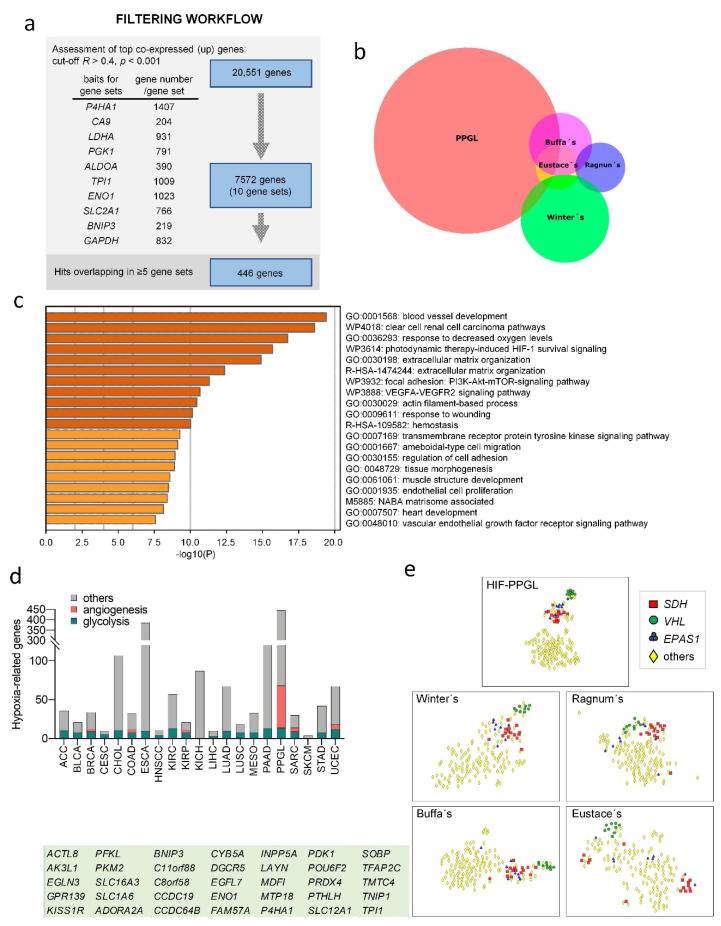 a
FILTERING WORKFLOW
Assessment of top co-expressed (up) genes:
cut-off R > 0.4, p < 0.001
baits for gene number
gene sets /gene set
P4HA1 1407
CA9 204
LDHA 931
PGK1 791
ALDOA 390
TPI1 1009
ENO1 1023
SLC2A1 766
BNIP3 219
GAPDH 832
20,551 genes
7572 genes
(10 gene sets)
Hits overlapping in ≥5 gene sets
446 genes
b
PPGL
Buffa´s
Eustace´s
Ragnun´s
Winter´s
c
GO:0001568: blood vessel development
WP4018: clear cell renal cell carcinoma pathways
GO:0036293: response to decreased oxygen levels
WP3614: photodynamic therapy-induced HIF-1 survival signaling
GO:0030198: extracellular matrix organization
R-HSA-1474244: extracellular matrix organization
WP3932: focal adhesion: PI3K-Akt-mTOR-signaling pathway
WP3888: VEGFA-VEGFR2 signaling pathway
GO:0030029: actin filament-based process
GO:0009611: response to wounding
R-HSA-109582: hemostasis
GO:0007169: transmembrane receptor protein tyrosine kinase signaling pathway
GO:0001667: ameboidal-type cell migration
GO:0030155: regulation of cell adhesion
GO: 0048729: tissue morphogenesis
GO:0061061: muscle structure development
GO:0001935: endothelial cell proliferation
M5885: NABA matrisome associated
GO:0007507: heart development
GO:0048010: vascular endothelial growth factor receptor signaling pathway
0.0 2.5 5.0 7.5 10.0 12.5 15.0 17.5 20.0
-log10(P)
d
Hypoxia-related genes
450
400
350
300
100
50
0
others
angiogenesis
glycolysis
ACC
BLCA
BRCA
CESC
CHOL
COAD
ESCA
HNSCC
KIRC
KIRP
KICH
LIHC
LUAD
LUSC
MESO
PAAD
PPGL
SARC
SKCM
STAD
UCEC
ACTL8 PFKL BNIP3 CYB5A INPP5A PDK1 SOBP
AK3L1 PKM2 C11orf88 DGCR5 LAYN POU6F2 TFAP2C
EGLN3 SLC16A3 C8orf58 EGFL7 MDFI PRDX4 TMTC4
GPR139 SLC1A6 CCDC19 ENO1 MTP18 PTHLH TNIP1
KISS1R ADORA2A CCDC64B FAM57A P4HA1 SLC12A1 TPI1
e
HIF-PPGL
SDH
VHL
EPAS1
others
Winter´s
Ragnum´s
Buffa´s
Eustace´s